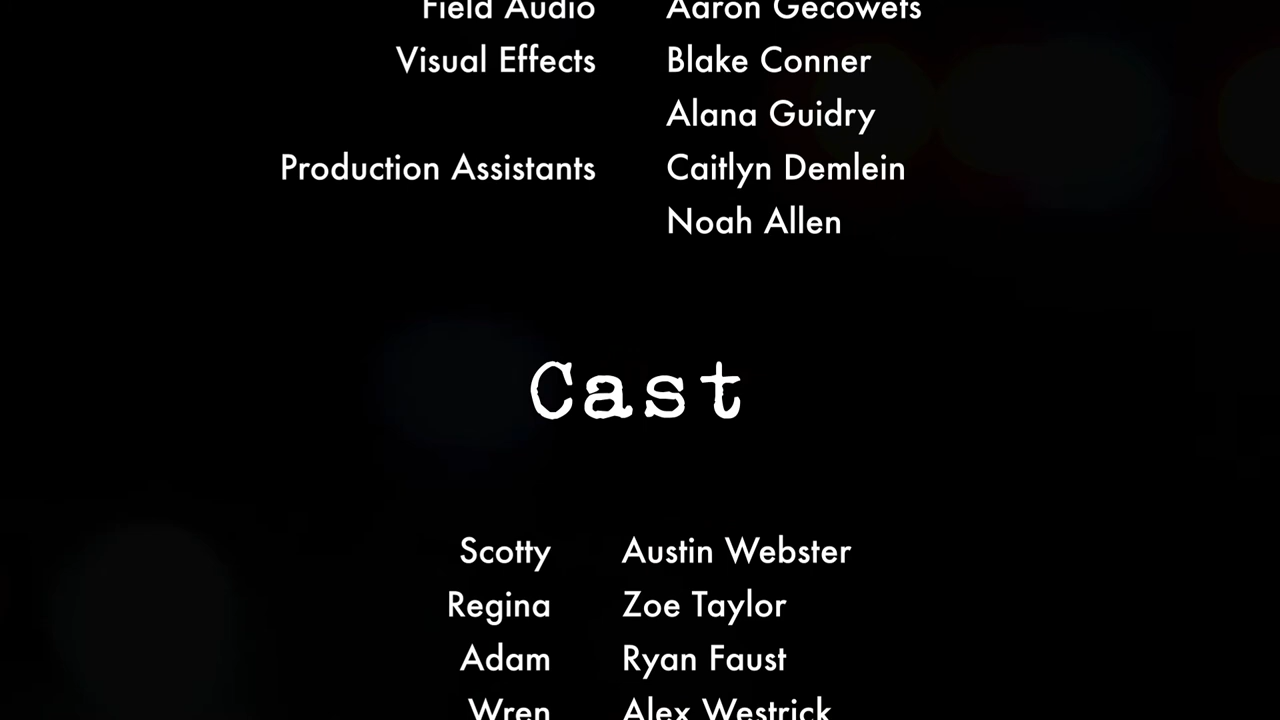 Field Audio Aaron Gecowets
Visual Effects Blake Conner
Alana Guidry
Production Assistants Caitlyn Demlein
Noah Allen
Cast
Scotty Austin Webster
Regina Zoe Taylor
Adam Ryan Faust
Wren Alex Westrick